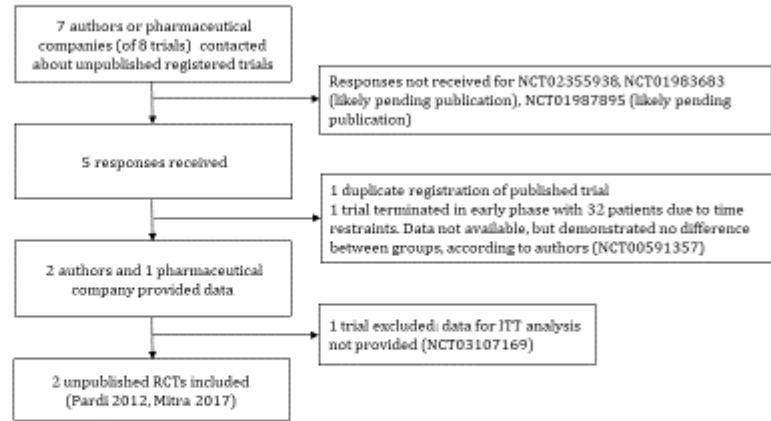 7 authors or pharmaceutical
companies (of 8 trials) contacted
about unpublished registered trials
Responses not received for NCT02355938, NCT01983683
(likely pending publication), NCT01987895 (likely pending
publication)
5 responses received
1 duplicate registration of published trial
1 trial terminated in early phase with 32 patients due to time
restraints. Data not available, but demonstrated no difference
between groups, according to authors (NCT00591357)
2 authors and 1 pharmaceutical
company provided data
1 trial excluded: data for ITT analysis
not provided (NCT03107169)
2 unpublished RCTs included
(Pardi 2012, Mitra 2017)